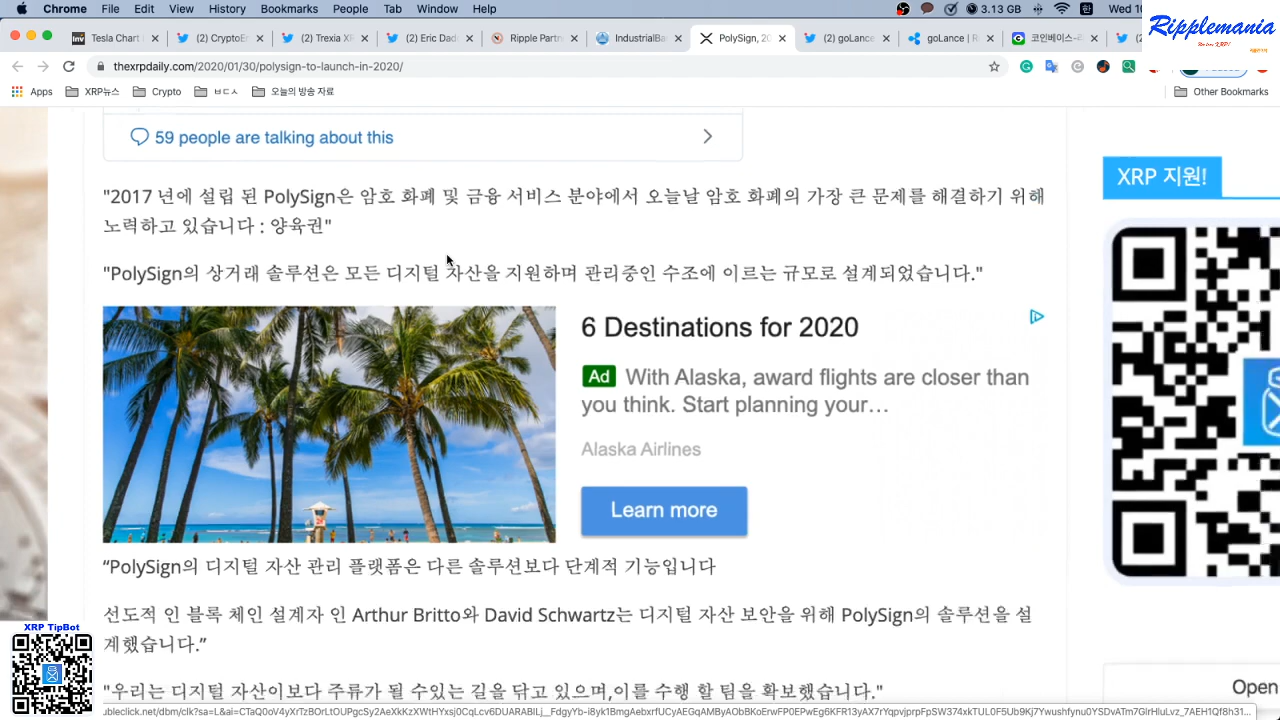 Chrome File Edit View History Bookmarks People Tab Window Help 3.13 GB 한 Wed 10
Tesla Chart (2) CryptoE (2) Trexia XR (2) Eric Dad Ripple Partne IndustrialBa PolySign, 20 (2) goLance goLance | R 코인베이스-리 (2)
Ripplemania
thexrpdaily.com/2020/01/30/polysign-to-launch-in-2020/
Apps XRP뉴스 Crypto ㅂㄷㅅ 오늘의 방송 자료 Other Bookmarks
59 people are talking about this
"2017 년에 설립 된 PolySign은 암호 화폐 및 금융 서비스 분야에서 오늘날 암호 화폐의 가장 큰 문제를 해결하기 위해
노력하고 있습니다 : 양육권"
"PolySign의 상거래 솔루션은 모든 디지털 자산을 지원하며 관리중인 수조에 이르는 규모로 설계되었습니다."
XRP 지원!
6 Destinations for 2020
Ad With Alaska, award flights are closer than
you think. Start planning your…
Alaska Airlines
Learn more
“PolySign의 디지털 자산 관리 플랫폼은 다른 솔루션보다 단계적 기능입니다
선도적 인 블록 체인 설계자 인 Arthur Britto와 David Schwartz는 디지털 자산 보안을 위해 PolySign의 솔루션을 설
계했습니다.”
XRP TipBot
"우리는 디지털 자산이보다 주류가 될 수있는 길을 닦고 있으며,이를 수행 할 팀을 확보했습니다."
Open